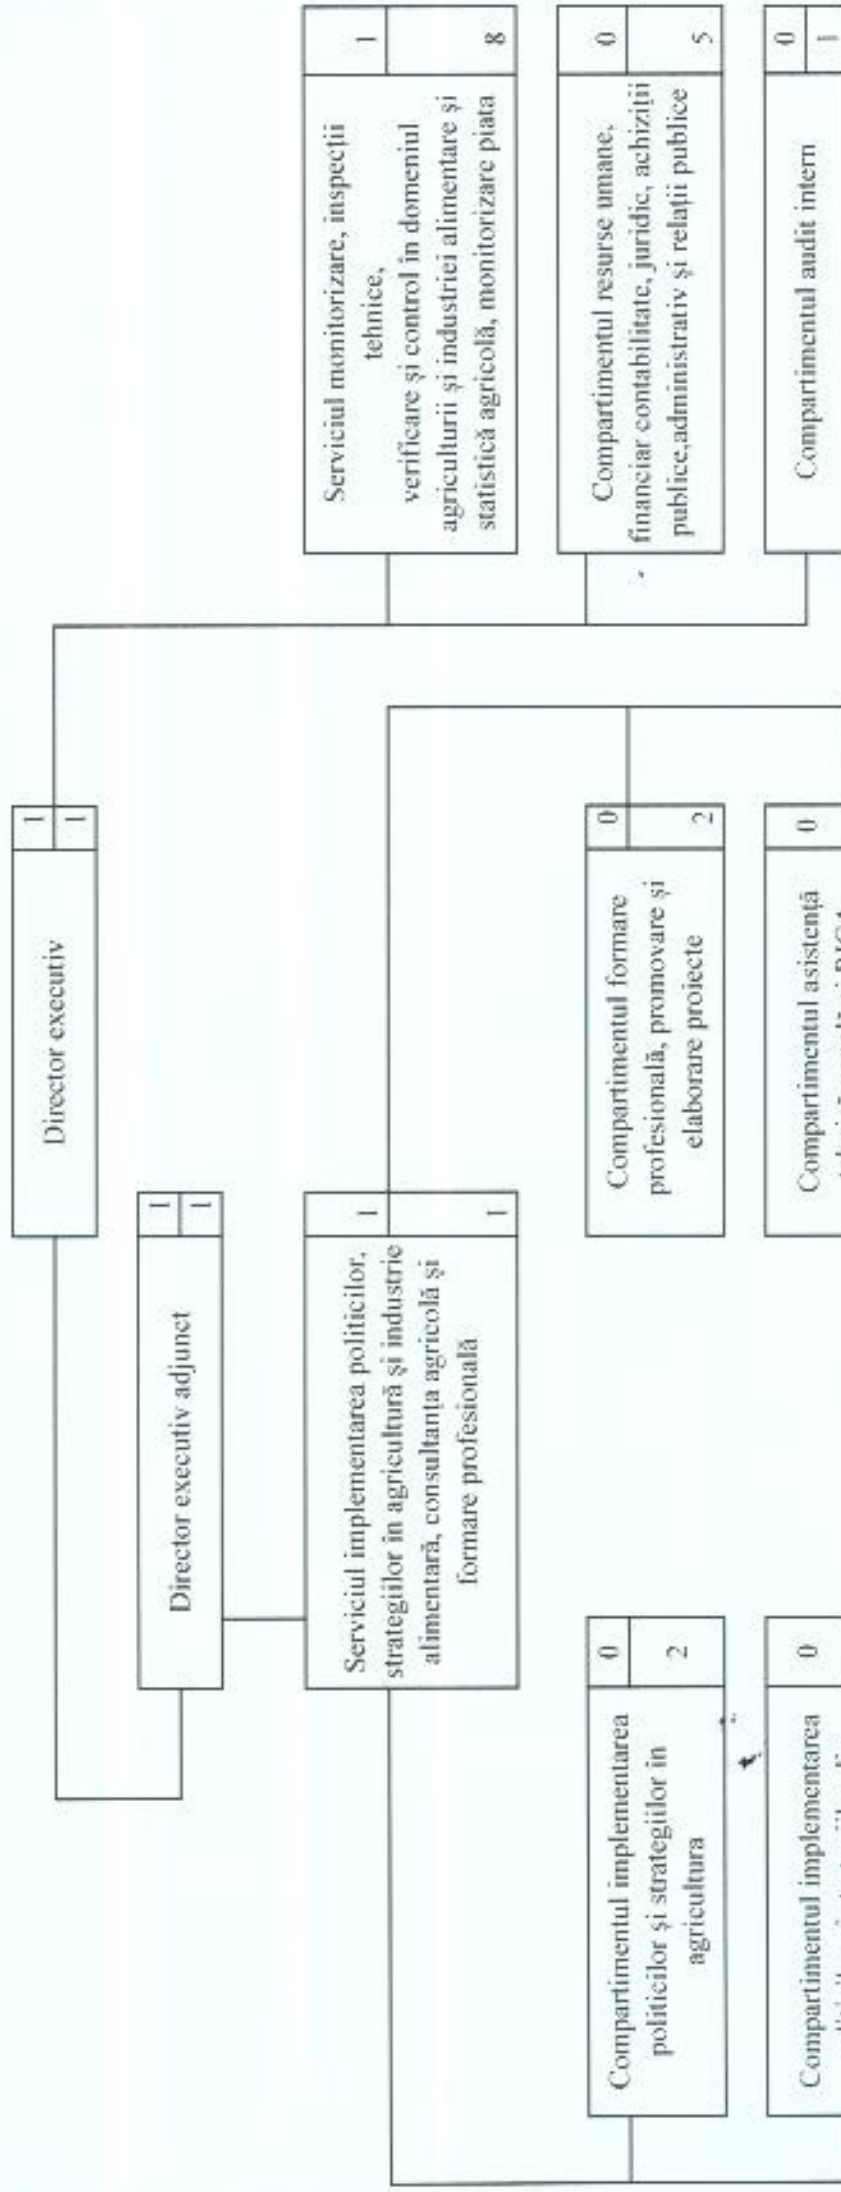 Director executiv
1
1
Director executiv adjunct
1
1
Serviciul implementarea politicilor,
strategiilor in agricultură și industrie
alimentară, consultanța agricolă și
formare profesională
1
1
Serviciul monitorizare, inspecții
tehnice,
verificare și control in domeniul
agriculturii și industriei alimentare și
statistică agricolă, monitorizare piata
1
8
Compartimentul implementarea
politicilor și strategiilor in
agricultura
0
2
Compartimentul formare
profesională, promovare și
elaborare proiecte
0
2
Compartimentul resurse umane,
financiar contabilitate, juridic, achiziții
publice,administrativ și relații publice
0
5
Compartimentul implementarea
0
Compartimentul asistență
0
Compartimentul audit intern
0
1